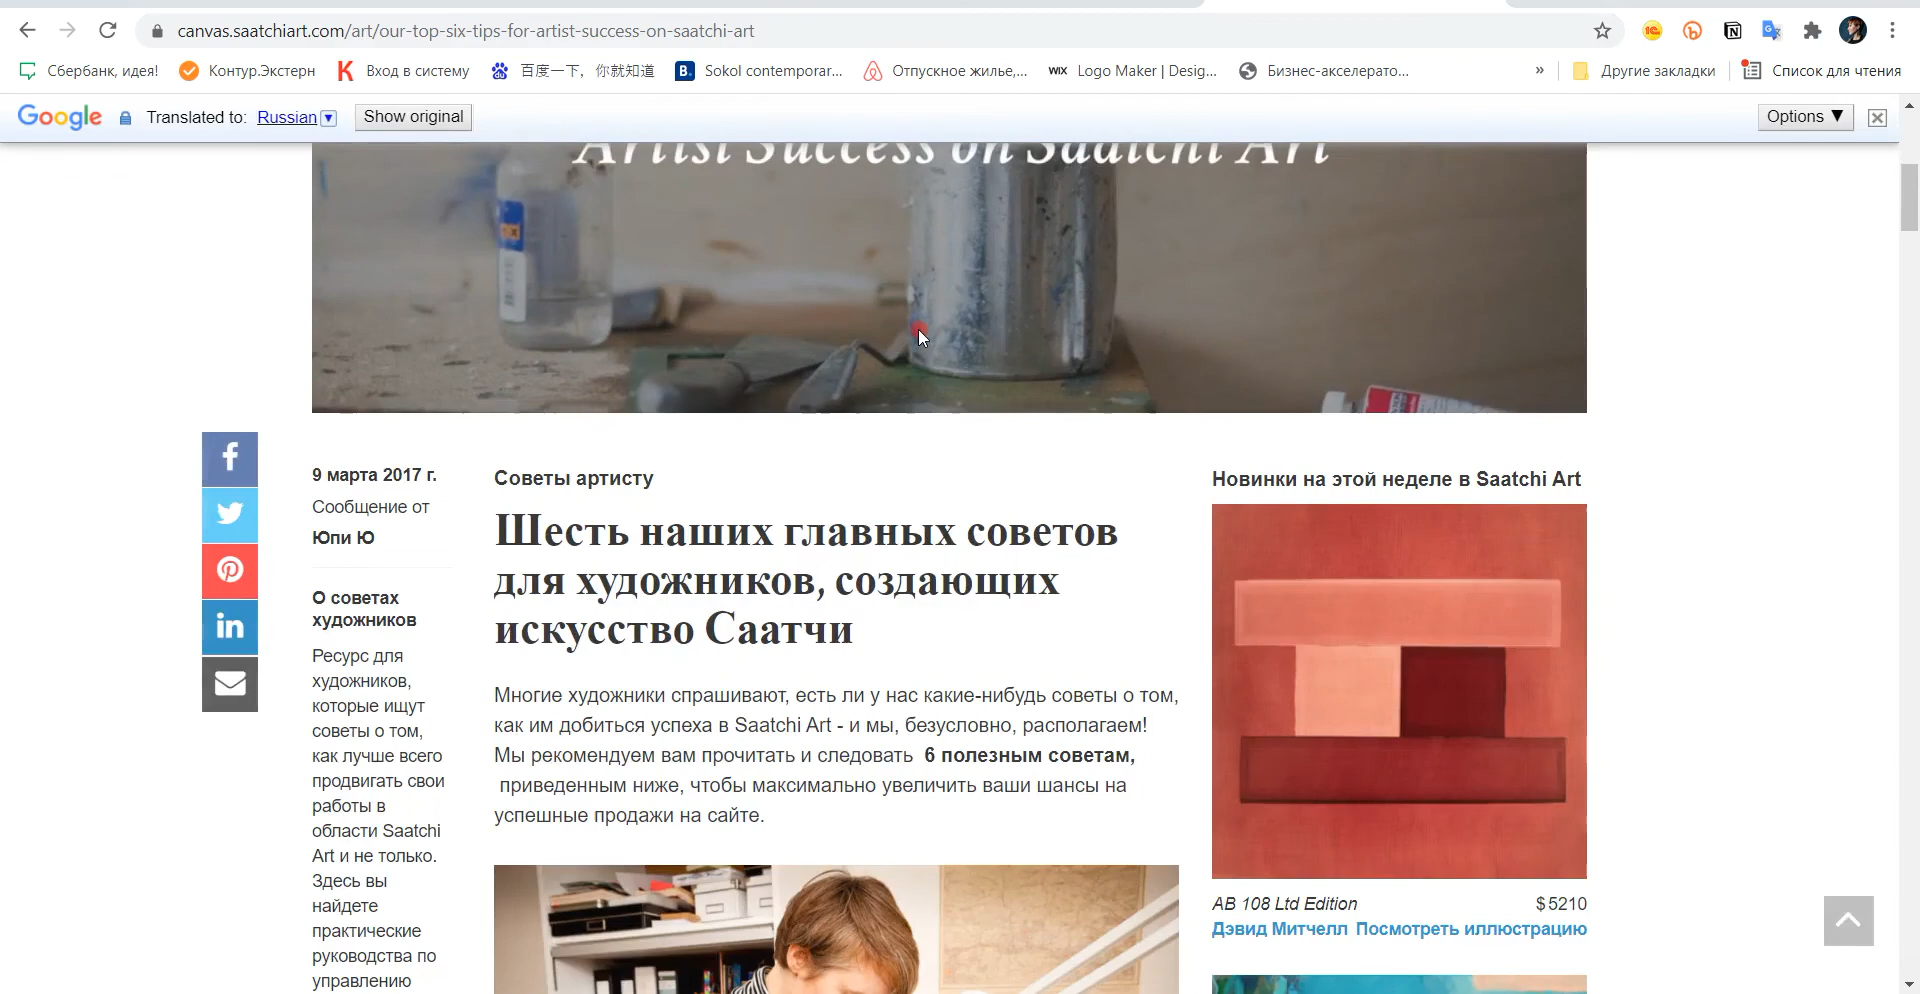 canvas.saatchiart.com/art/our-top-six-tips-for-artist-success-on-saatchi-art
Сбербанк, идея!
Контур.Экстерн
Вход в систему
百度一下，你就知道
B. Sokol contemporar...
Отпускное жилье,...
WIX Logo Maker | Desig...
Бизнес-акселерато...
»
Другие закладки
Список для чтения
Google Translated to: Russian ▼ Show original
Options ▼
Artist Success on Saatchi Art
9 марта 2017 г.
Сообщение от
Юпи Ю
О советах
художников
Ресурс для
художников,
которые ищут
советы о том,
как лучше всего
продвигать свои
работы в
области Saatchi
Art и не только.
Здесь вы
найдете
практические
руководства по
управлению
Советы артисту
Шесть наших главных советов
для художников, создающих
искусство Саатчи
Многие художники спрашивают, есть ли у нас какие-нибудь советы о том,
как им добиться успеха в Saatchi Art - и мы, безусловно, располагаем!
Мы рекомендуем вам прочитать и следовать 6 полезным советам,
приведенным ниже, чтобы максимально увеличить ваши шансы на
успешные продажи на сайте.
Новинки на этой неделе в Saatchi Art
AB 108 Ltd Edition $5210
Дэвид Митчелл Посмотреть иллюстрацию